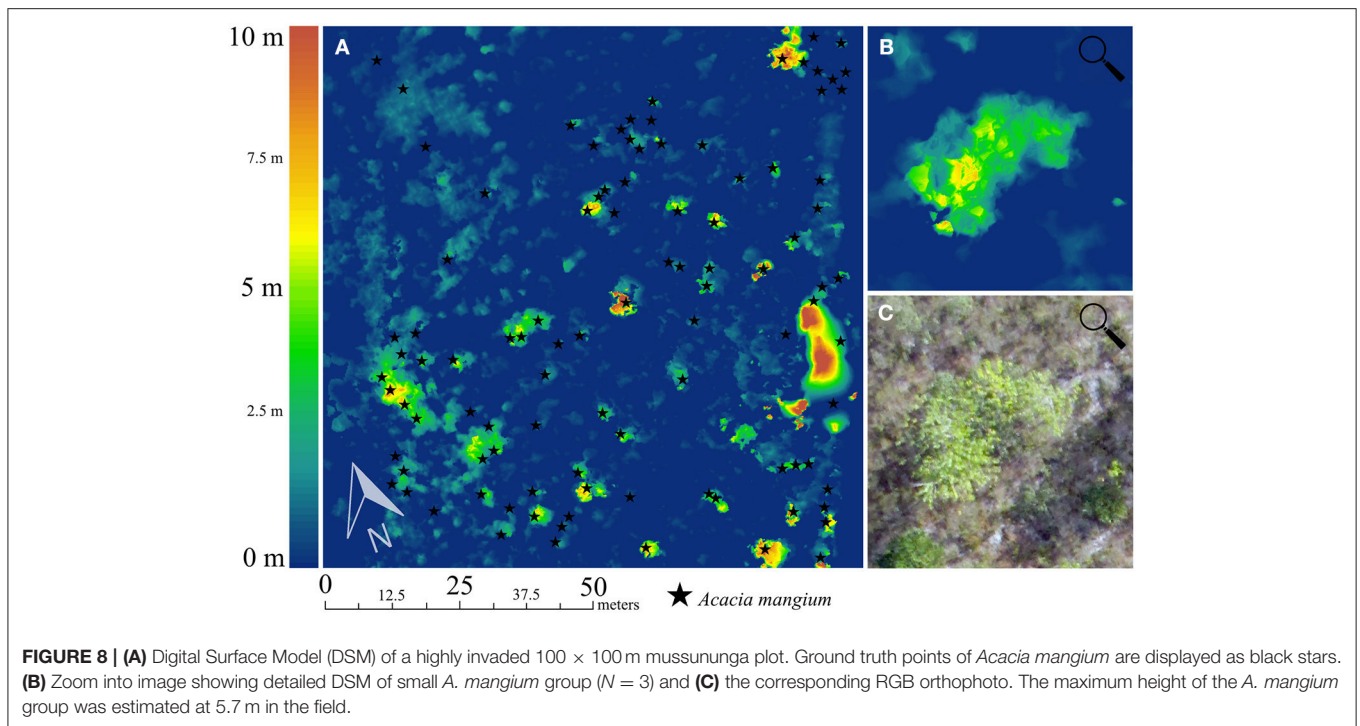 10 m
7.5 m
5 m
2.5 m
0 m
A
N
B
C
0 25 50
12.5 37.5 meters
★ Acacia mangium
FIGURE 8 | (A) Digital Surface Model (DSM) of a highly invaded 100 × 100 m mussununga plot. Ground truth points of Acacia mangium are displayed as black stars.
(B) Zoom into image showing detailed DSM of small A. mangium group (N = 3) and (C) the corresponding RGB orthophoto. The maximum height of the A. mangium
group was estimated at 5.7 m in the field.